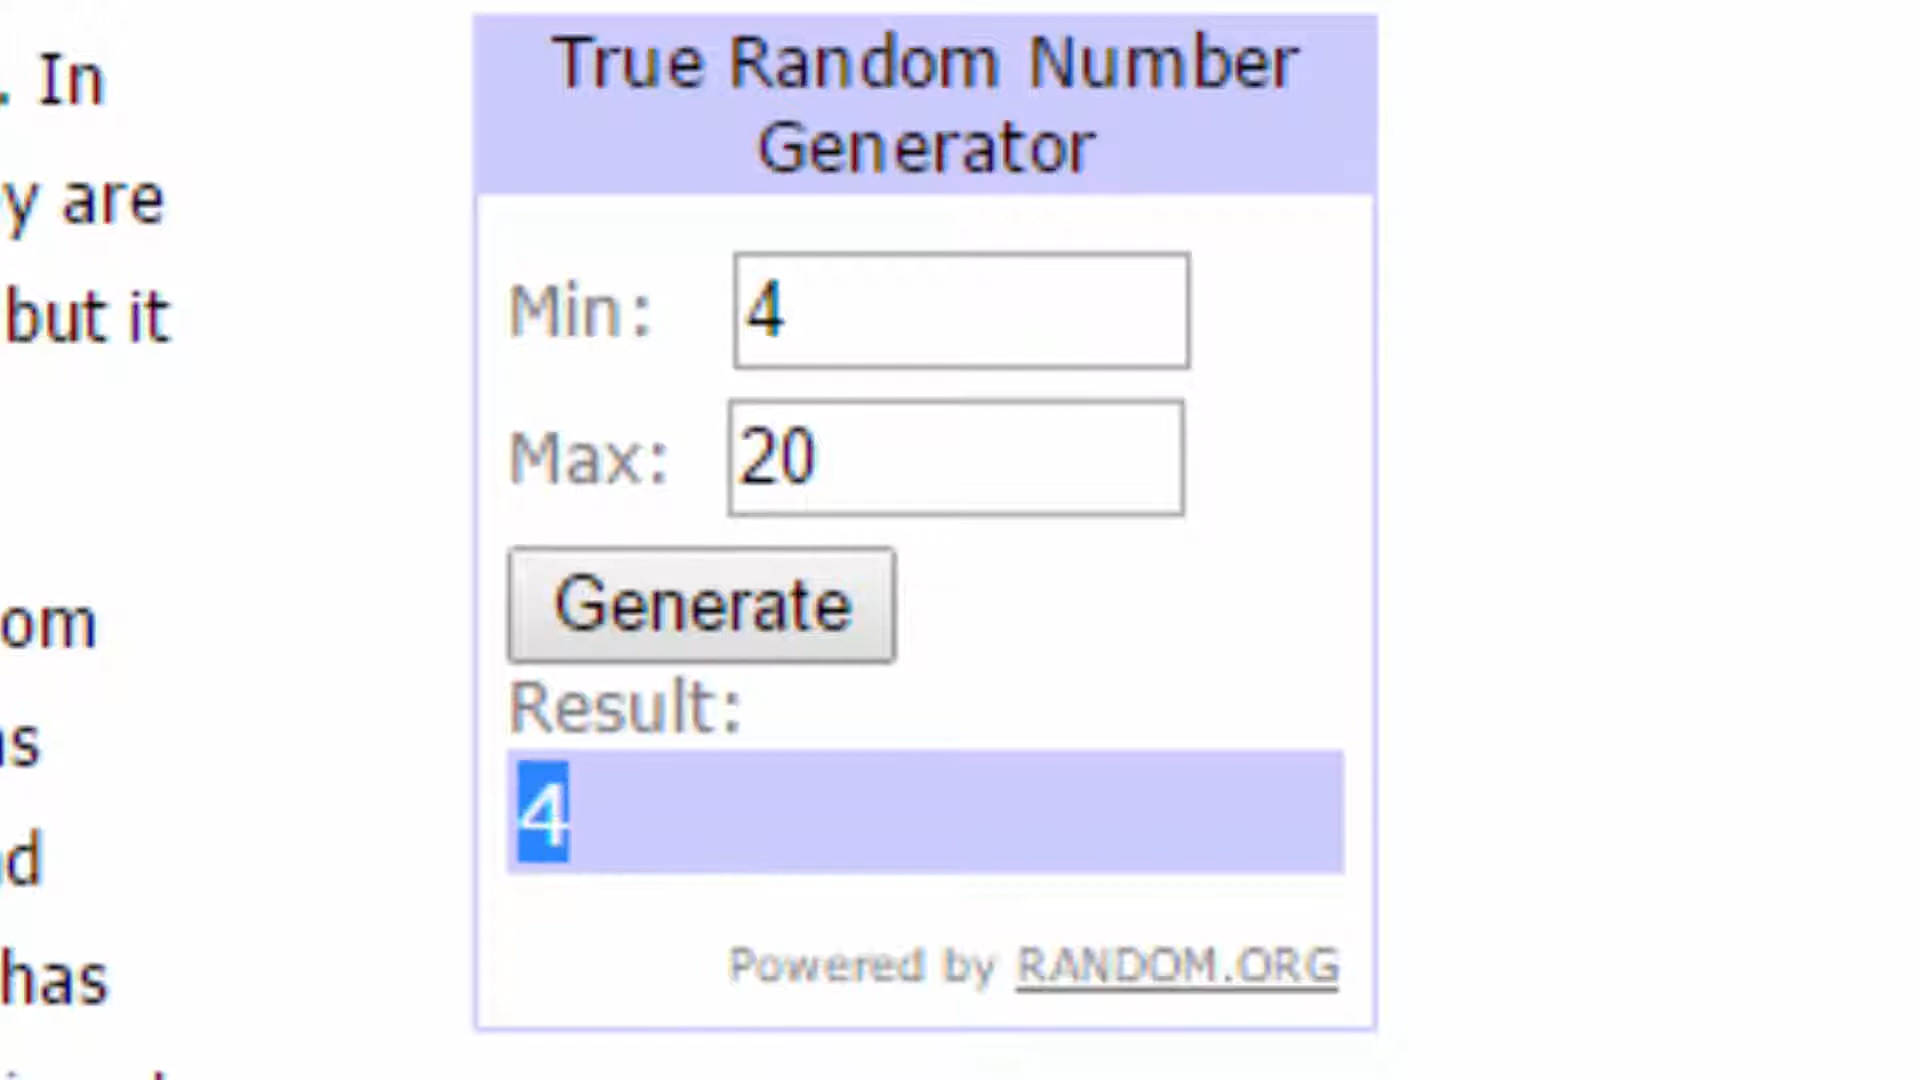 . In
y are
but it
om
s
d
has
True Random Number
Generator
Min: 4
Max: 20
Generate
Result:
4
Powered by RANDOM.ORG